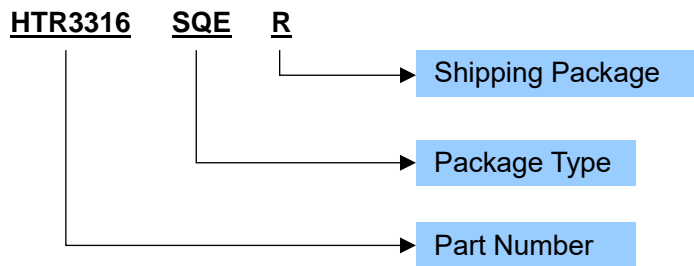 HTR3316 SQE R
Shipping Package
Package Type
Part Number